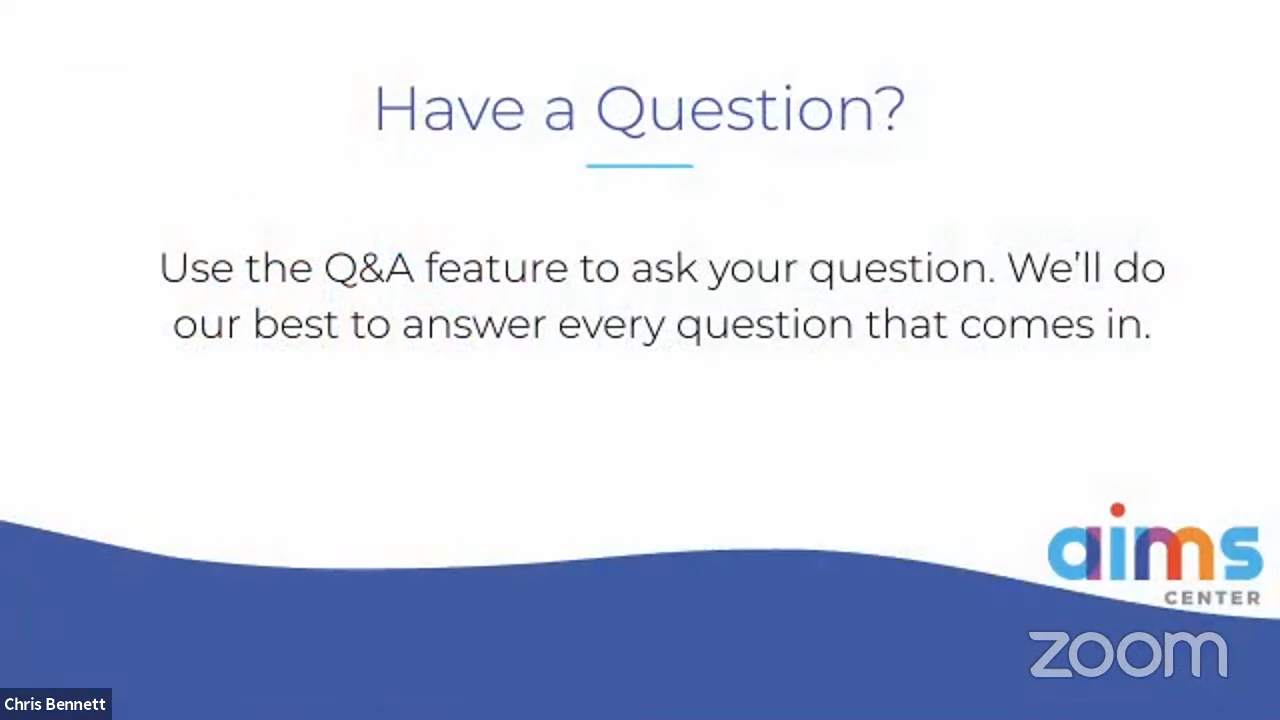 Have a Question?
Use the Q&A feature to ask your question. We'll do
our best to answer every question that comes in.
aims
CENTER
zoom
Chris Bennett